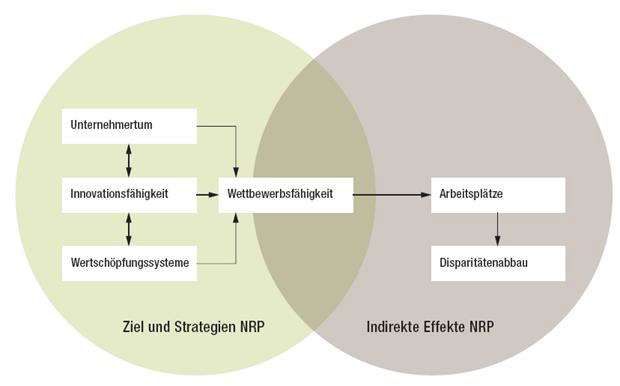 Unternehmertum
Innovationsfähigkeit
Wettbewerbsfähigkeit
Arbeitsplätze
Wertschöpfungssysteme
Disparitätenabbau
Ziel und Strategien NRP
Indirekte Effekte NRP